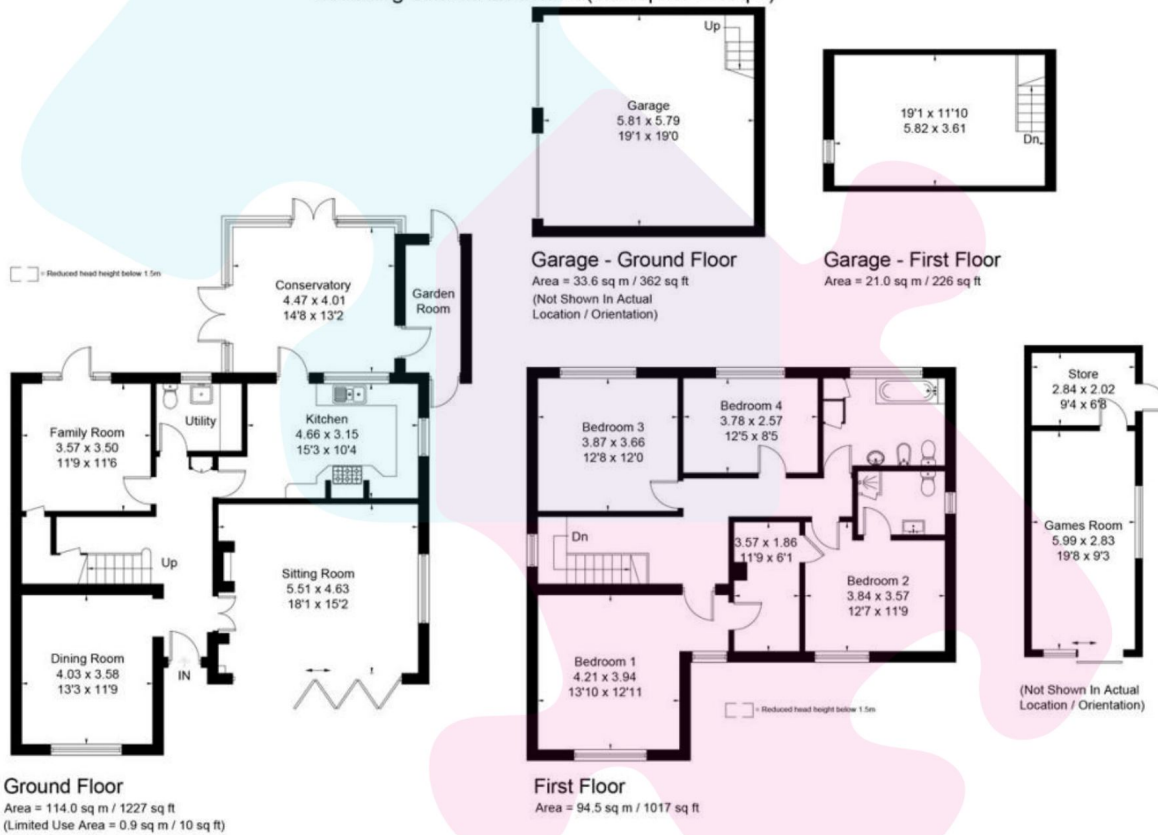 Up
Garage
5.81 x 5.79
19'1 x 19'0
19'1 x 11'10
5.82 x 3.61
Dn
Garage - Ground Floor
Area = 33.6 sq m / 362 sq ft
(Not Shown In Actual
Location / Orientation)
Garage - First Floor
Area = 21.0 sq m / 226 sq ft
= Reduced head height below 1.5m
Conservatory
4.47 x 4.01
14'8 x 13'2
Garden
Room
Family Room
3.57 x 3.50
11'9 x 11'6
Utility
Kitchen
4.66 x 3.15
15'3 x 10'4
Up
Sitting Room
5.51 x 4.63
18'1 x 15'2
Dining Room
4.03 x 3.58
13'3 x 11'9
IN
Ground Floor
Area = 114.0 sq m / 1227 sq ft
(Limited Use Area = 0.9 sq m / 10 sq ft)
Bedroom 3
3.87 x 3.66
12'8 x 12'0
Bedroom 4
3.78 x 2.57
12'5 x 8'5
Dn
3.57 x 1.86
11'9 x 6'1
Bedroom 2
3.84 x 3.57
12'7 x 11'9
Bedroom 1
4.21 x 3.94
13'10 x 12'11
= Reduced head height below 1.5m
First Floor
Area = 94.5 sq m / 1017 sq ft
Store
2.84 x 2.02
9'4 x 6'8
Games Room
5.99 x 2.83
19'8 x 9'3
(Not Shown In Actual
Location / Orientation)